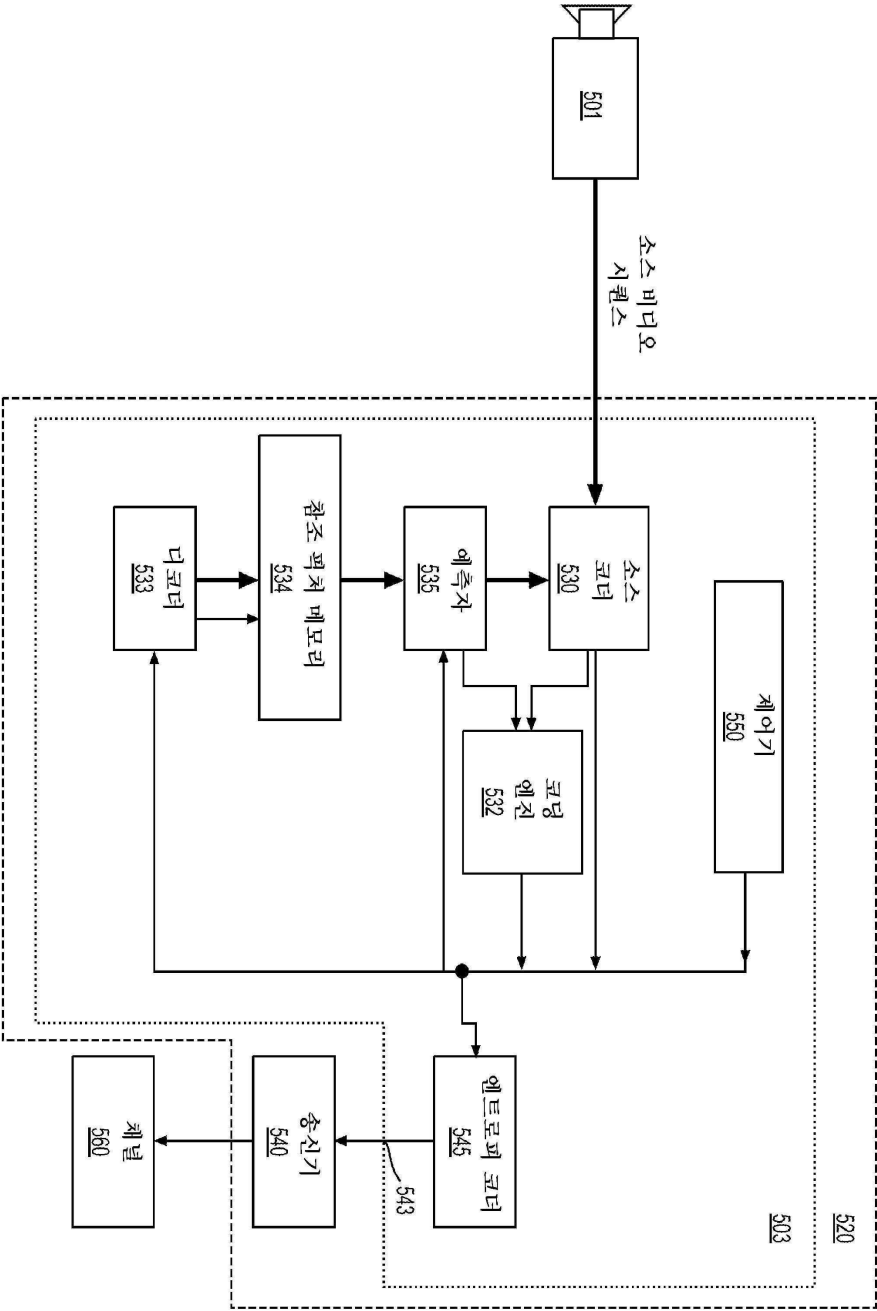 501
소스 비디오
시퀀스
520
503
제어기
550
소스
코더
530
코딩
엔진
532
예측자
535
참조 픽처 메모리
534
디코더
533
엔트로피 코더
545
543
송신기
540
채널
560